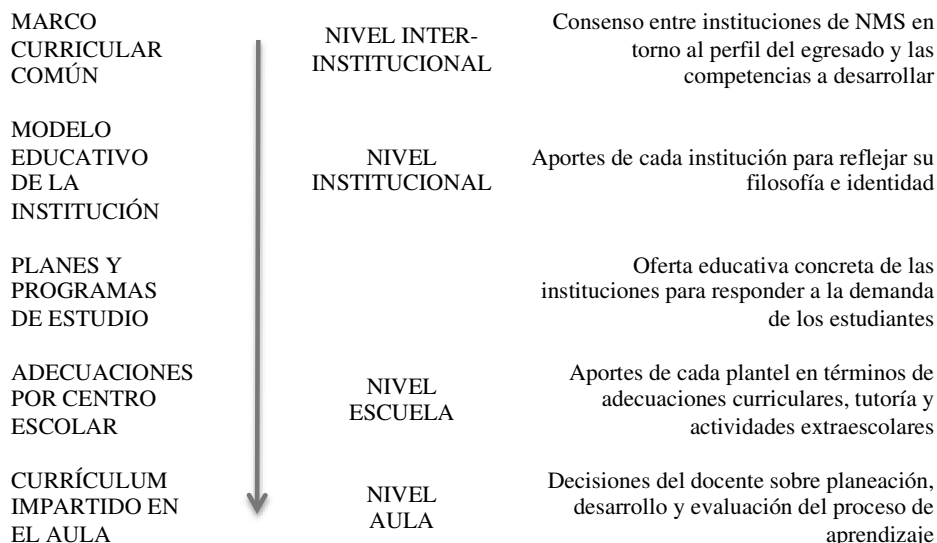 MARCO
CURRICULAR
COMÚN
NIVEL INTER-
INSTITUCIONAL
Consenso entre instituciones de NMS en
torno al perfil del egresado y las
competencias a desarrollar
MODELO
EDUCATIVO
DE LA
INSTITUCIÓN
NIVEL
INSTITUCIONAL
Aportes de cada institución para reflejar su
filosofía e identidad
PLANES Y
PROGRAMAS
DE ESTUDIO
Oferta educativa concreta de las
instituciones para responder a la demanda
de los estudiantes
ADECUACIONES
POR CENTRO
ESCOLAR
NIVEL
ESCUELA
Aportes de cada plantel en términos de
adecuaciones curriculares, tutoría y
actividades extraescolares
CURRÍCULUM
IMPARTIDO EN
EL AULA
NIVEL
AULA
Decisiones del docente sobre planeación,
desarrollo y evaluación del proceso de
aprendizaje